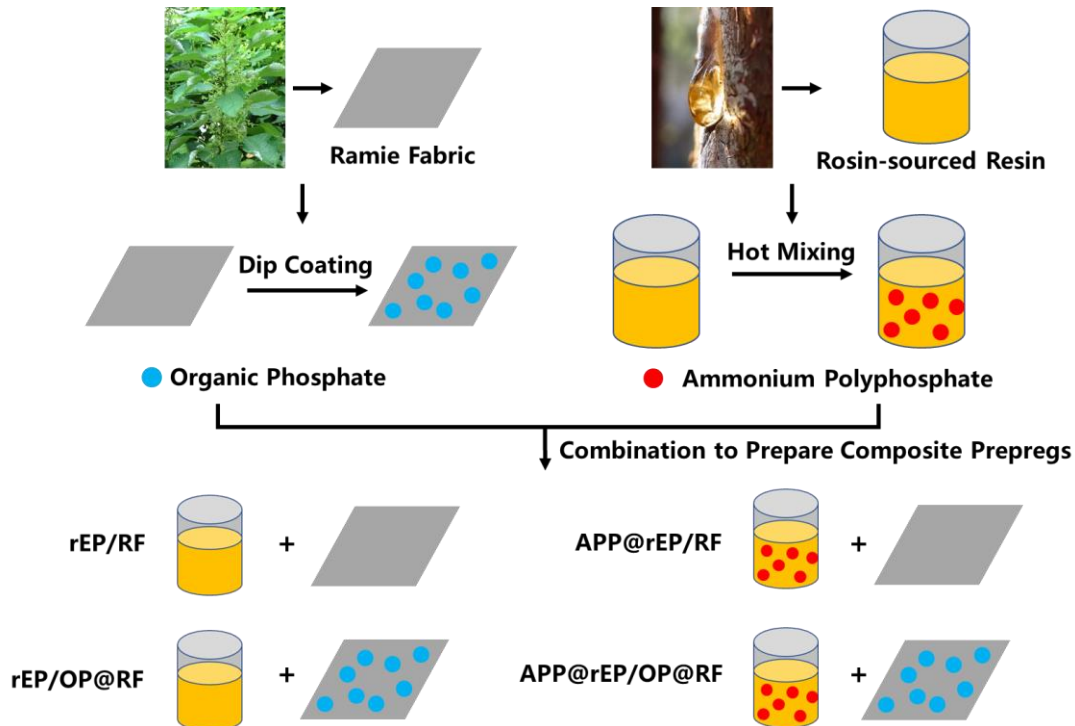 Ramie Fabric
Rosin-sourced Resin
Dip Coating
Hot Mixing
Organic Phosphate
Ammonium Polyphosphate
Combination to Prepare Composite Prepregs
rEP/RF
+
APP@rEP/RF
+
rEP/OP@RF
+
APP@rEP/OP@RF
+